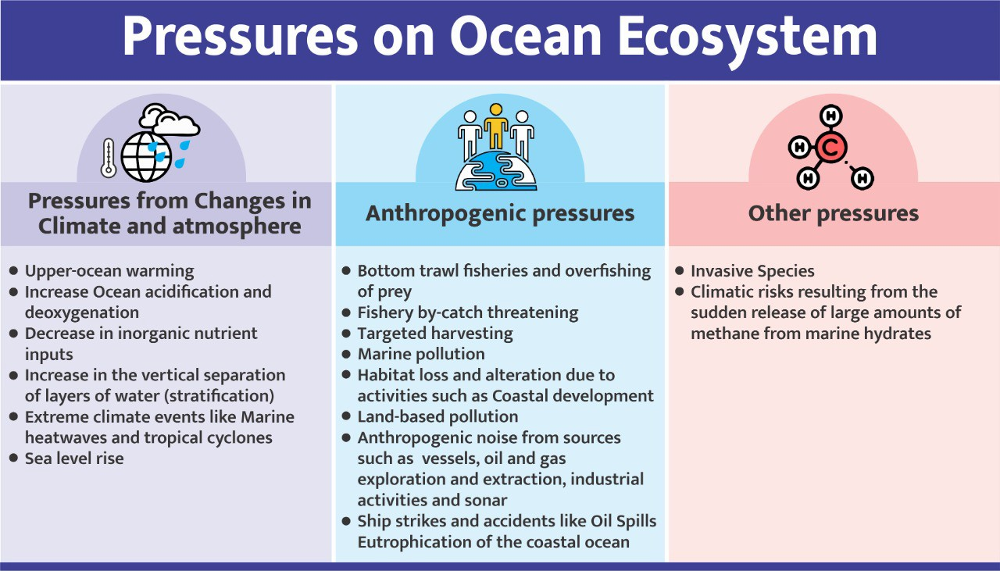 Pressures on Ocean Ecosystem
Pressures from Changes in
Climate and atmosphere
● Upper-ocean warming
● Increase Ocean acidification and
deoxygenation
● Decrease in inorganic nutrient
inputs
● Increase in the vertical separation
of layers of water (stratification)
● Extreme climate events like Marine
heatwaves and tropical cyclones
● Sea level rise
Anthropogenic pressures
● Bottom trawl fisheries and overfishing
of prey
● Fishery by-catch threatening
● Targeted harvesting
● Marine pollution
● Habitat loss and alteration due to
activities such as Coastal development
● Land-based pollution
● Anthropogenic noise from sources
such as  vessels, oil and gas
exploration and extraction, industrial
activities and sonar
● Ship strikes and accidents like Oil Spills
Eutrophication of the coastal ocean
H
H C
H H
Other pressures
● Invasive Species
● Climatic risks resulting from the
sudden release of large amounts of
methane from marine hydrates